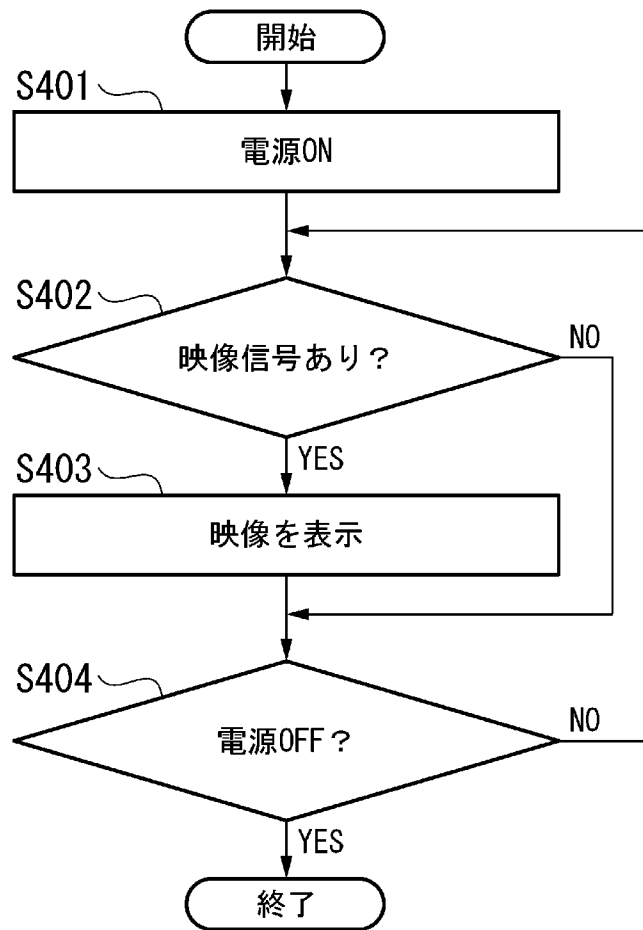 開始
S401
電源ON
S402
映像信号あり？
NO
YES
S403
映像を表示
S404
電源OFF？
NO
YES
終了